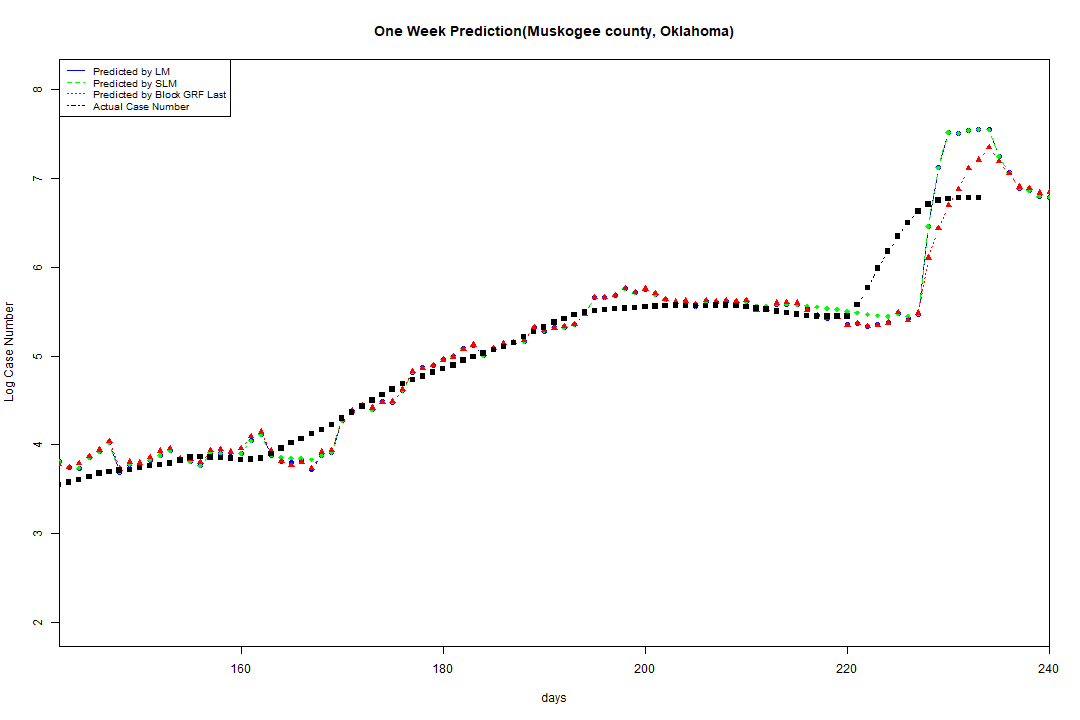 One Week Prediction(Muskogee county, Oklahoma)
Predicted by LM
Predicted by SLM
Predicted by Block GRF Last
Actual Case Number
8
7
6
5
4
3
2
Log Case Number
160 180 200 220 240
days